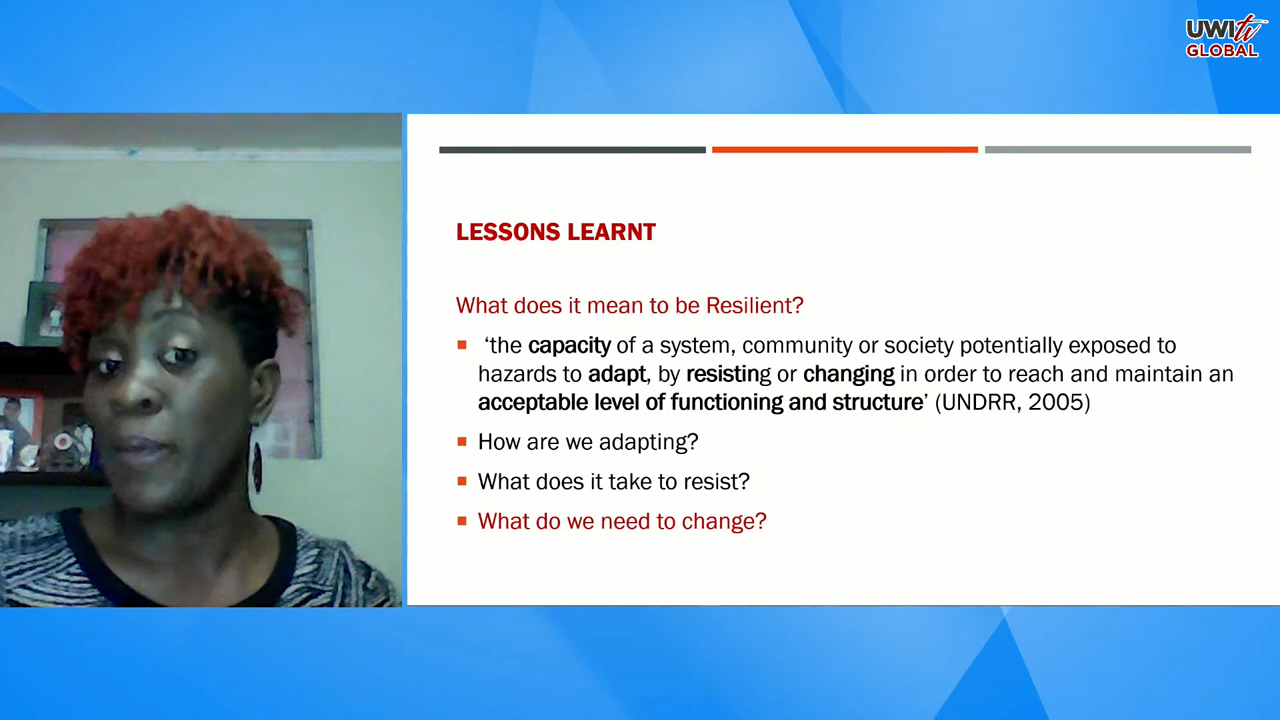 UWItv
GLOBAL
LESSONS LEARNT
What does it mean to be Resilient?
‘the capacity of a system, community or society potentially exposed to
hazards to adapt, by resisting or changing in order to reach and maintain an
acceptable level of functioning and structure’ (UNDRR, 2005)
How are we adapting?
What does it take to resist?
What do we need to change?